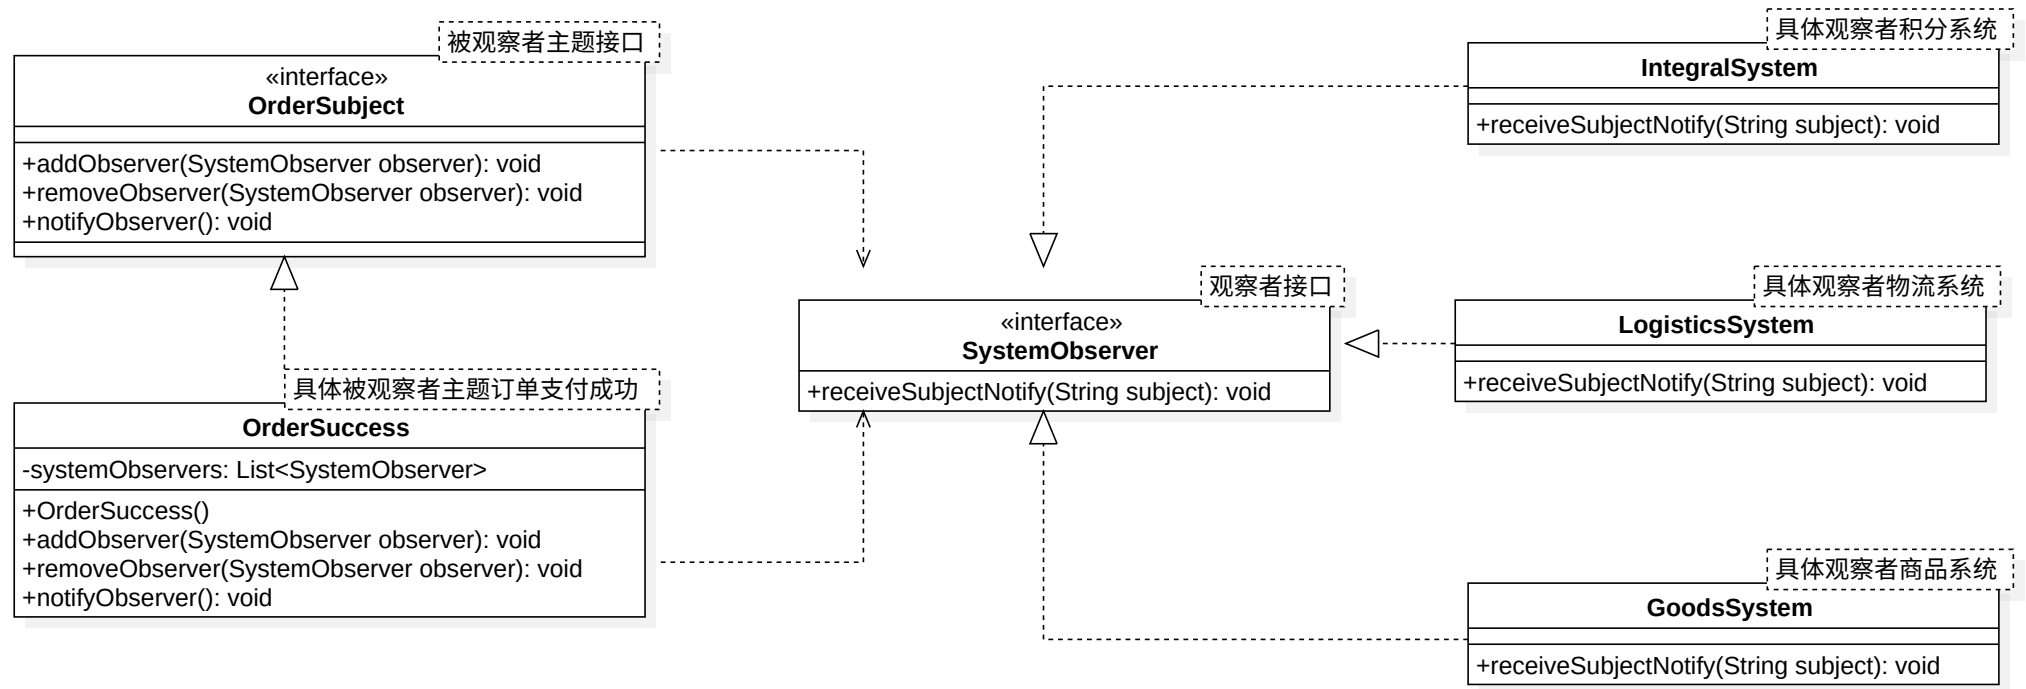 被观察者主题接口
«interface»
OrderSubject
+addObserver(SystemObserver observer): void
+removeObserver(SystemObserver observer): void
+notifyObserver(): void
具体被观察者主题订单支付成功
OrderSuccess
-systemObservers: List<SystemObserver>
+OrderSuccess()
+addObserver(SystemObserver observer): void
+removeObserver(SystemObserver observer): void
+notifyObserver(): void
观察者接口
«interface»
SystemObserver
+receiveSubjectNotify(String subject): void
具体观察者积分系统
IntegralSystem
+receiveSubjectNotify(String subject): void
具体观察者物流系统
LogisticsSystem
+receiveSubjectNotify(String subject): void
具体观察者商品系统
GoodsSystem
+receiveSubjectNotify(String subject): void